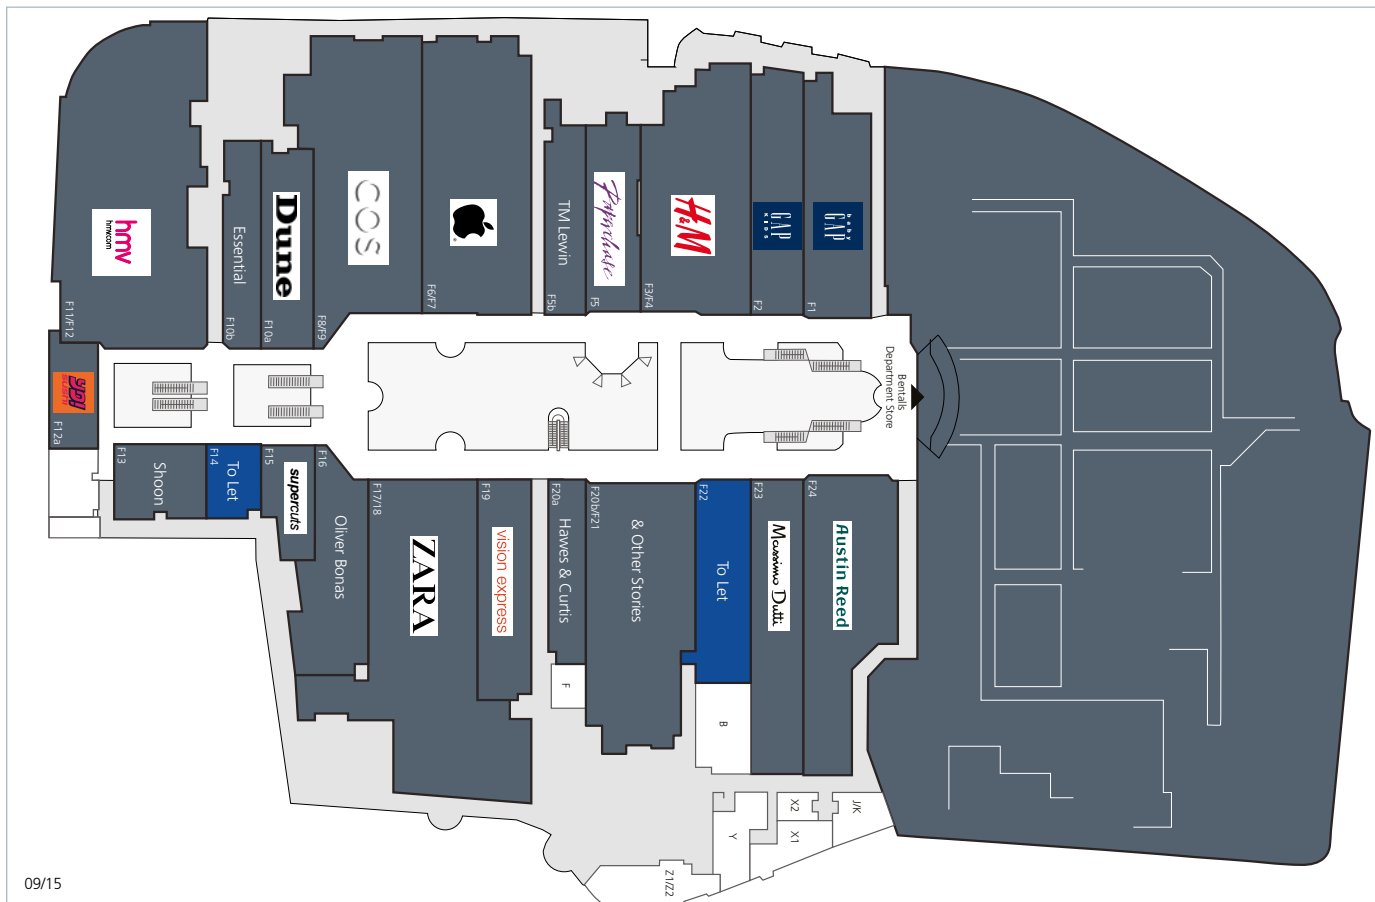 hmv
hmv.com
F11/F12
Essential
F10b
Dune
F10a
COS
F8/F9
F6/F7
TM Lewin
F5b
Paperchase
F5
H&M
F3/F4
GAP
KIDS
F2
baby
GAP
F1
YO!
SUSHI
F12a
Bentalls
Department Store
F13
Shoon
F14
To Let
F15
supercuts
F16
Oliver Bonas
F17/18
ZARA
F19
vision express
F20a
Hawes & Curtis
F
F20b/F21
& Other Stories
F22
To Let
B
F23
Massimo Dutti
F24
Austin Reed
X2
J/K
X1
Y
Z1/Z2
09/15